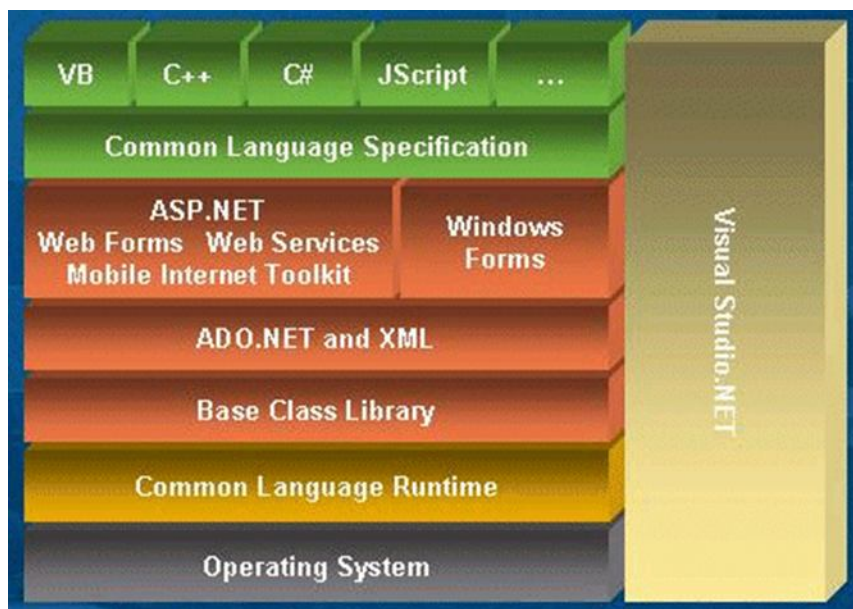 VB C++ C# JScript ...
Common Language Specification
ASP.NET
Web Forms Web Services
Mobile Internet Toolkit
Windows
Forms
ADO.NET and XML
Base Class Library
Common Language Runtime
Operating System
Visual Studio.NET